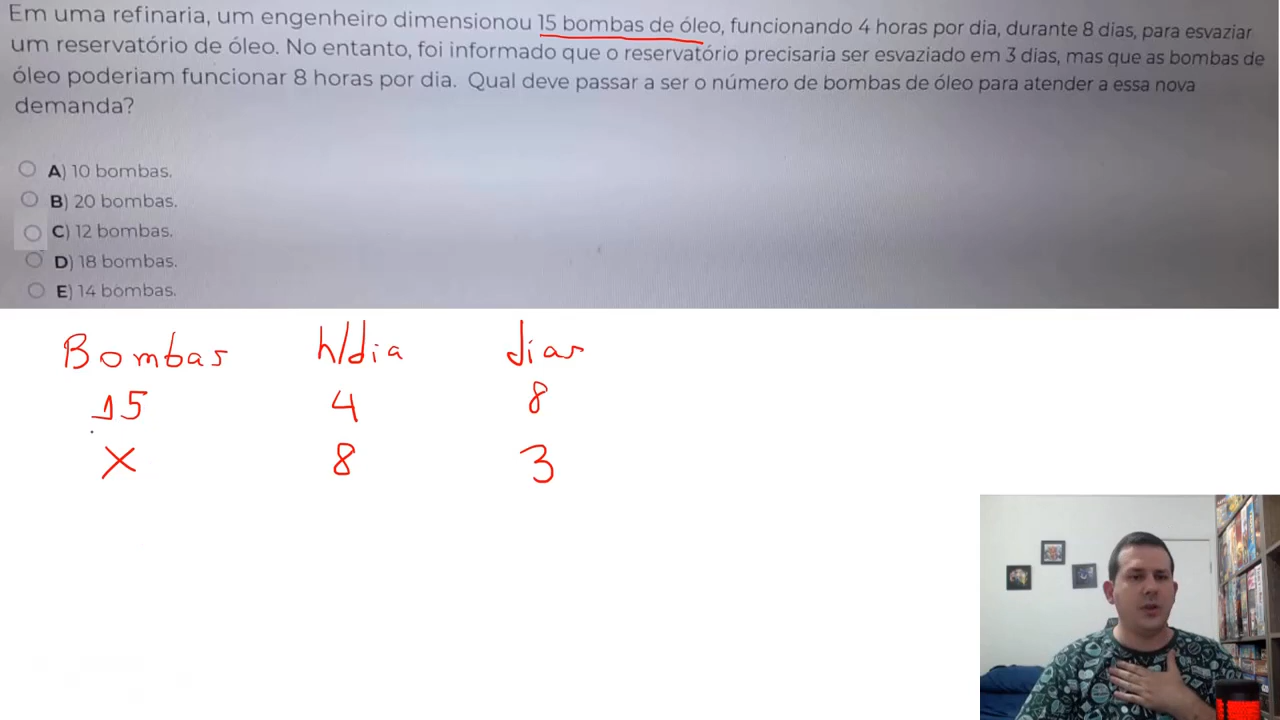 Em uma refinaria, um engenheiro dimensionou 15 bombas de óleo, funcionando 4 horas por dia, durante 8 dias, para esvaziar
um reservatório de óleo. No entanto, foi informado que o reservatório precisaria ser esvaziado em 3 dias, mas que as bombas de
óleo poderiam funcionar 8 horas por dia. Qual deve passar a ser o número de bombas de óleo para atender a essa nova
demanda?
A) 10 bombas.
B) 20 bombas.
C) 12 bombas.
D) 18 bombas.
E) 14 bombas.
Bombas h/dia dias
15 4 8
X 8 3